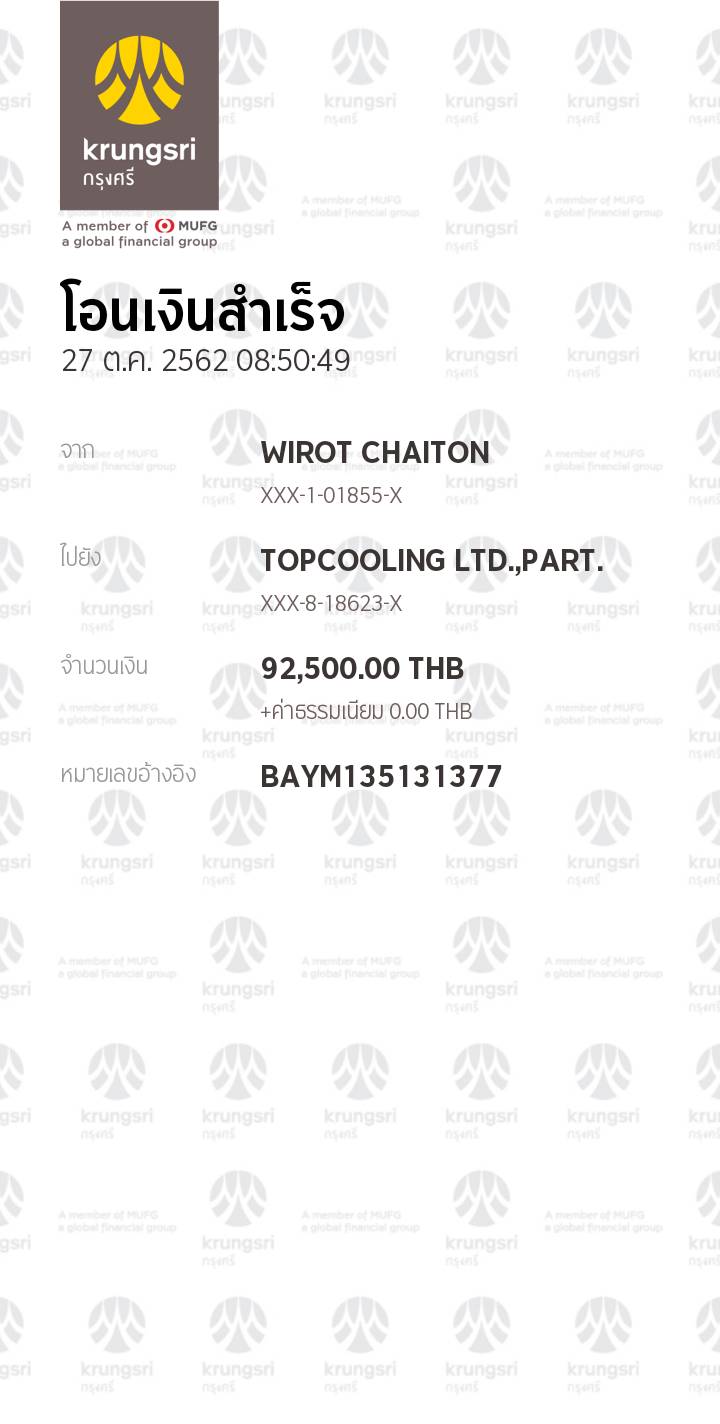 krungsri
กรุงศรี
A member of MUFG
a global financial group
โอนเงินสำเร็จ
27 ต.ค. 2562 08:50:49
จาก
WIROT CHAITON
XXX-1-01855-X
ไปยัง
TOPCOOLING LTD.,PART.
XXX-8-18623-X
จำนวนเงิน
92,500.00 THB
+ค่าธรรมเนียม 0.00 THB
หมายเลขอ้างอิง
BAYM135131377